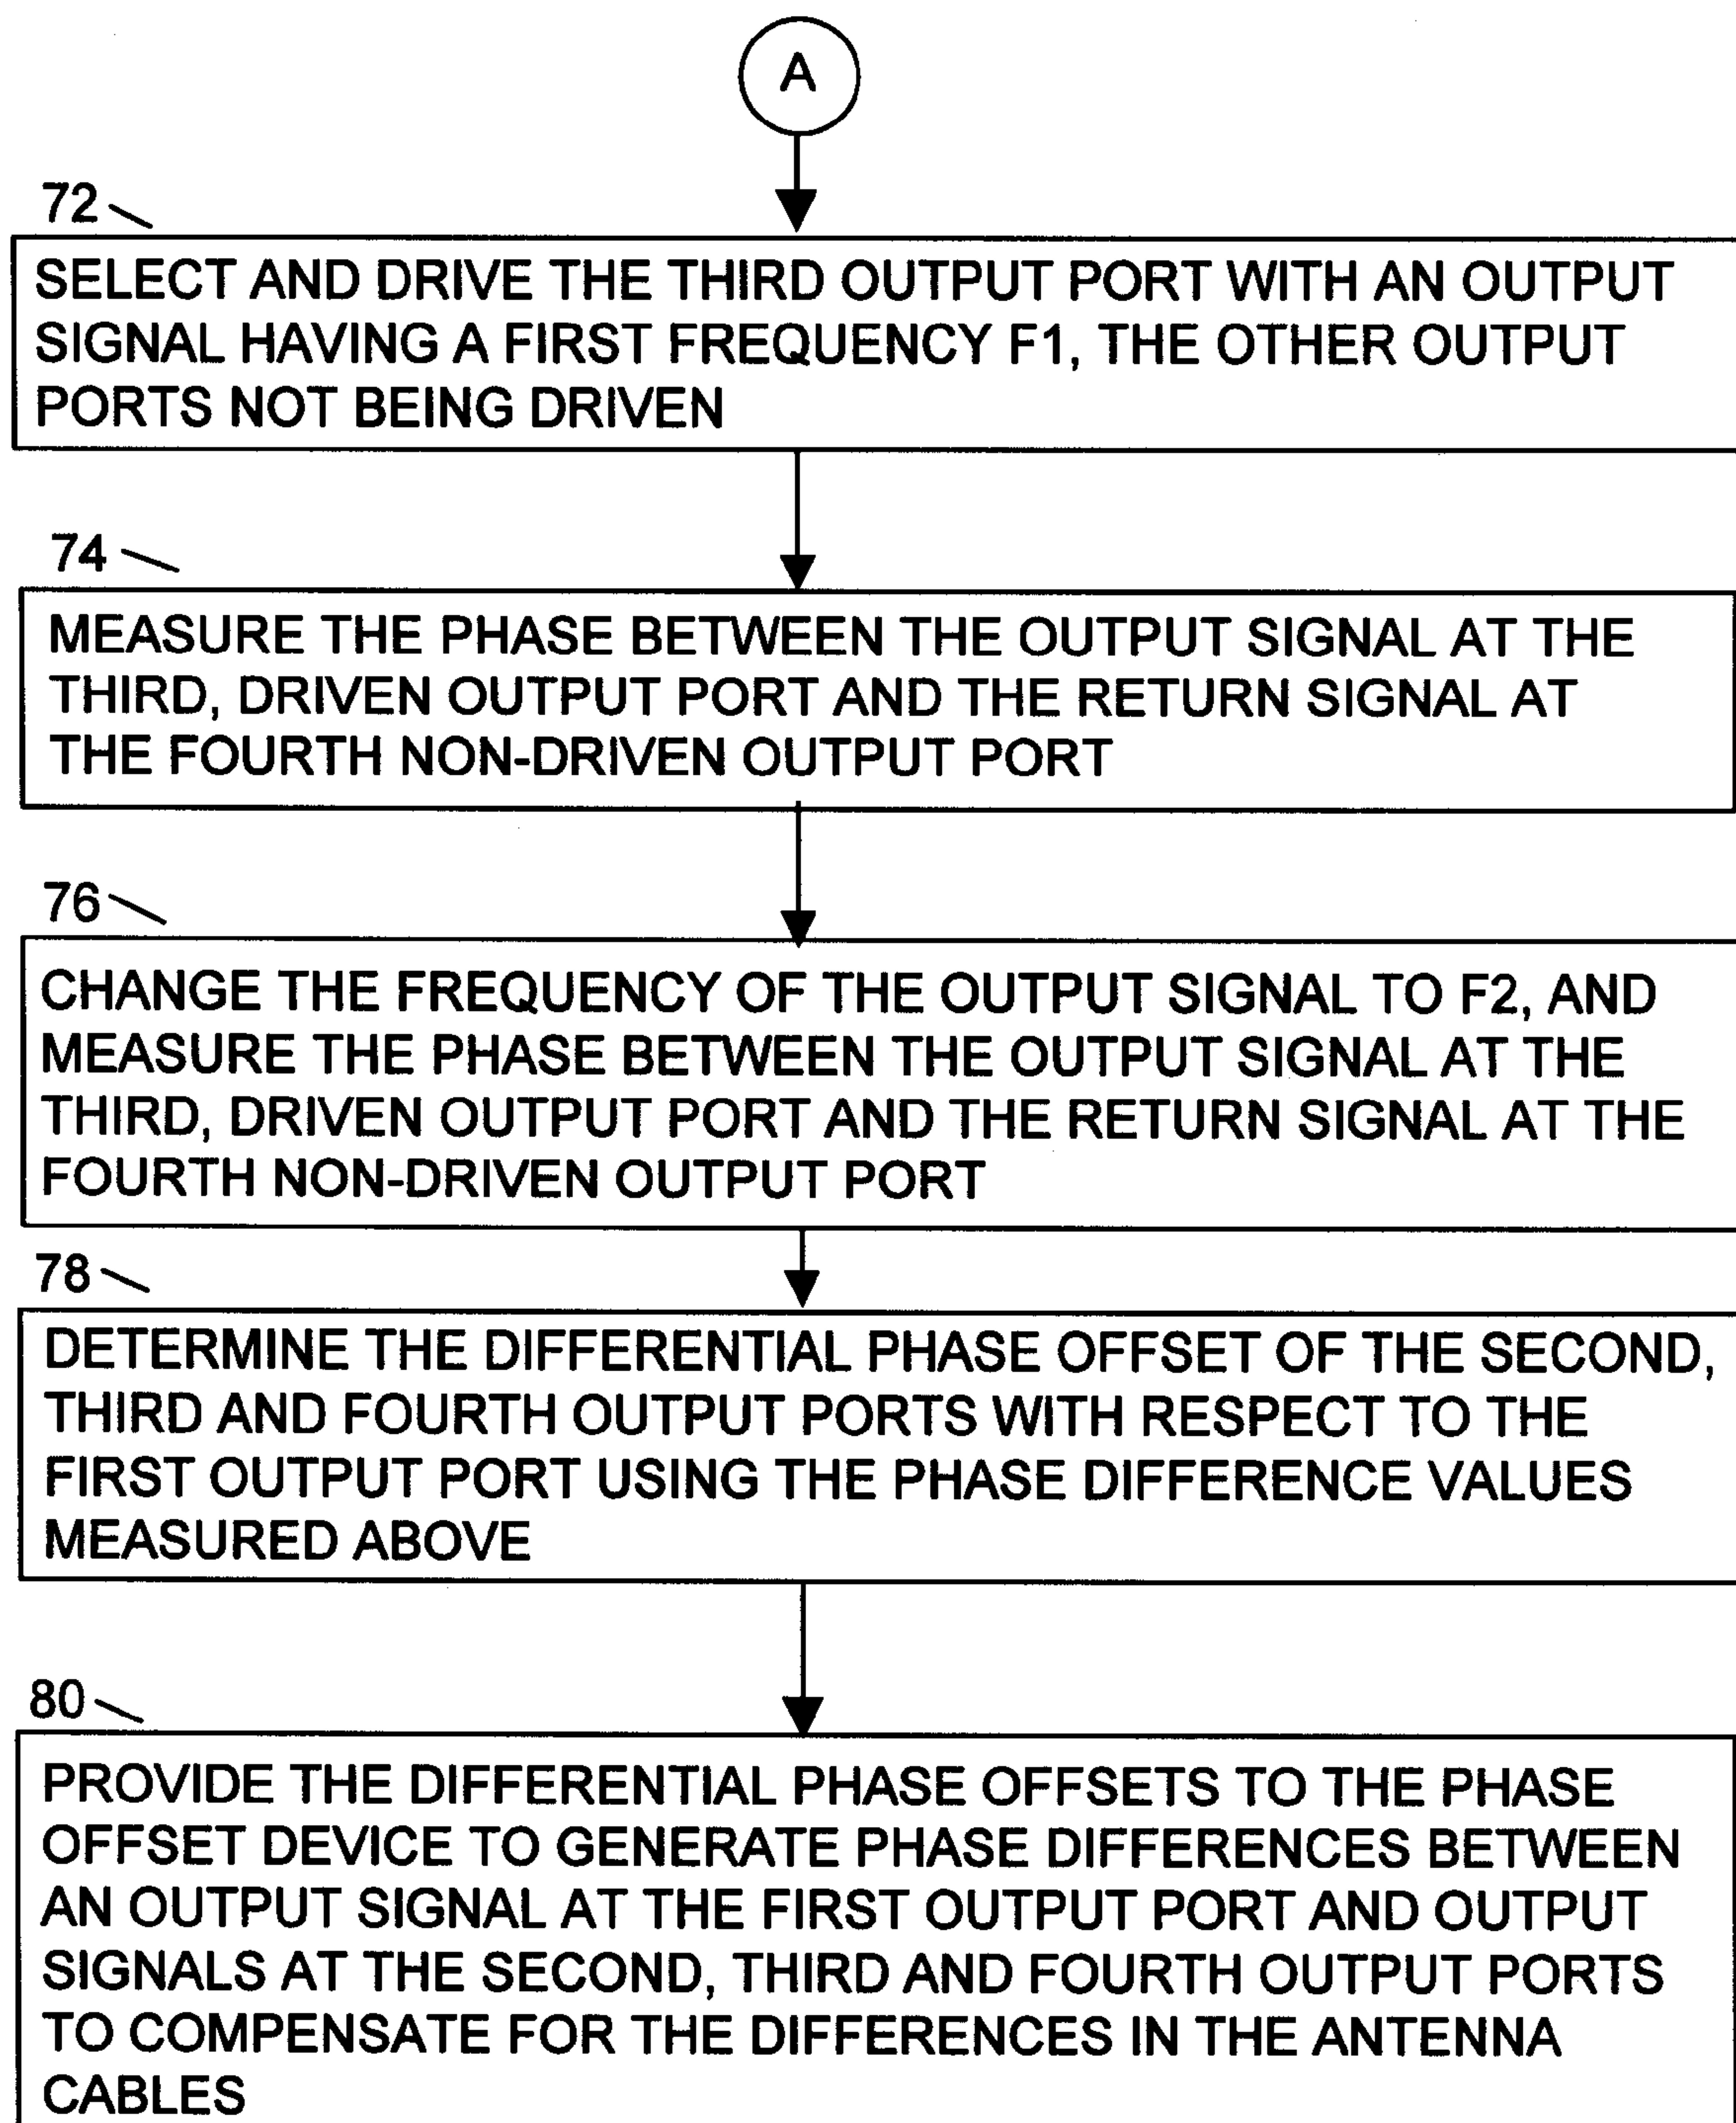 A
72
SELECT AND DRIVE THE THIRD OUTPUT PORT WITH AN OUTPUT
SIGNAL HAVING A FIRST FREQUENCY F1, THE OTHER OUTPUT
PORTS NOT BEING DRIVEN
74
MEASURE THE PHASE BETWEEN THE OUTPUT SIGNAL AT THE
THIRD, DRIVEN OUTPUT PORT AND THE RETURN SIGNAL AT
THE FOURTH NON-DRIVEN OUTPUT PORT
76
CHANGE THE FREQUENCY OF THE OUTPUT SIGNAL TO F2, AND
MEASURE THE PHASE BETWEEN THE OUTPUT SIGNAL AT THE
THIRD, DRIVEN OUTPUT PORT AND THE RETURN SIGNAL AT THE
FOURTH NON-DRIVEN OUTPUT PORT
78
DETERMINE THE DIFFERENTIAL PHASE OFFSET OF THE SECOND,
THIRD AND FOURTH OUTPUT PORTS WITH RESPECT TO THE
FIRST OUTPUT PORT USING THE PHASE DIFFERENCE VALUES
MEASURED ABOVE
80
PROVIDE THE DIFFERENTIAL PHASE OFFSETS TO THE PHASE
OFFSET DEVICE TO GENERATE PHASE DIFFERENCES BETWEEN
AN OUTPUT SIGNAL AT THE FIRST OUTPUT PORT AND OUTPUT
SIGNALS AT THE SECOND, THIRD AND FOURTH OUTPUT PORTS
TO COMPENSATE FOR THE DIFFERENCES IN THE ANTENNA
CABLES